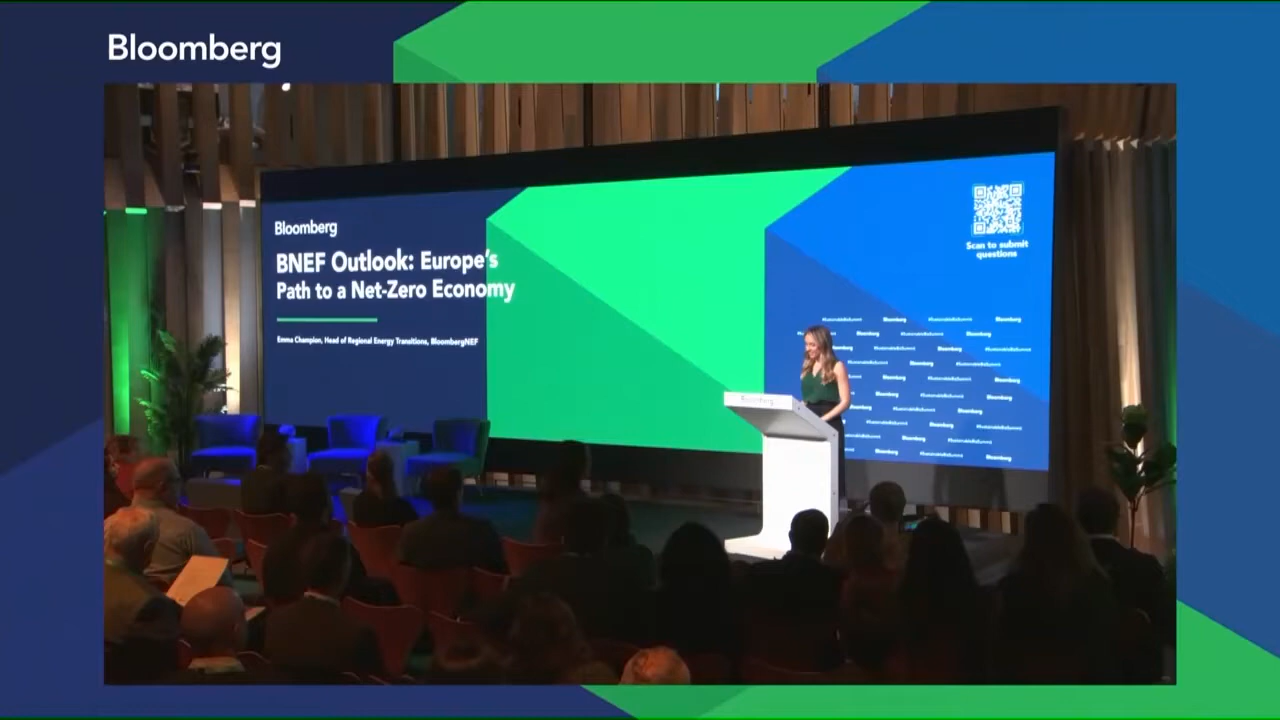 Bloomberg
Bloomberg
BNEF Outlook: Europe's
Path to a Net-Zero Economy
Emma Champion, Head of Regional Energy Transitions, BloombergNEF
Scan to submit
questions
Bloomberg